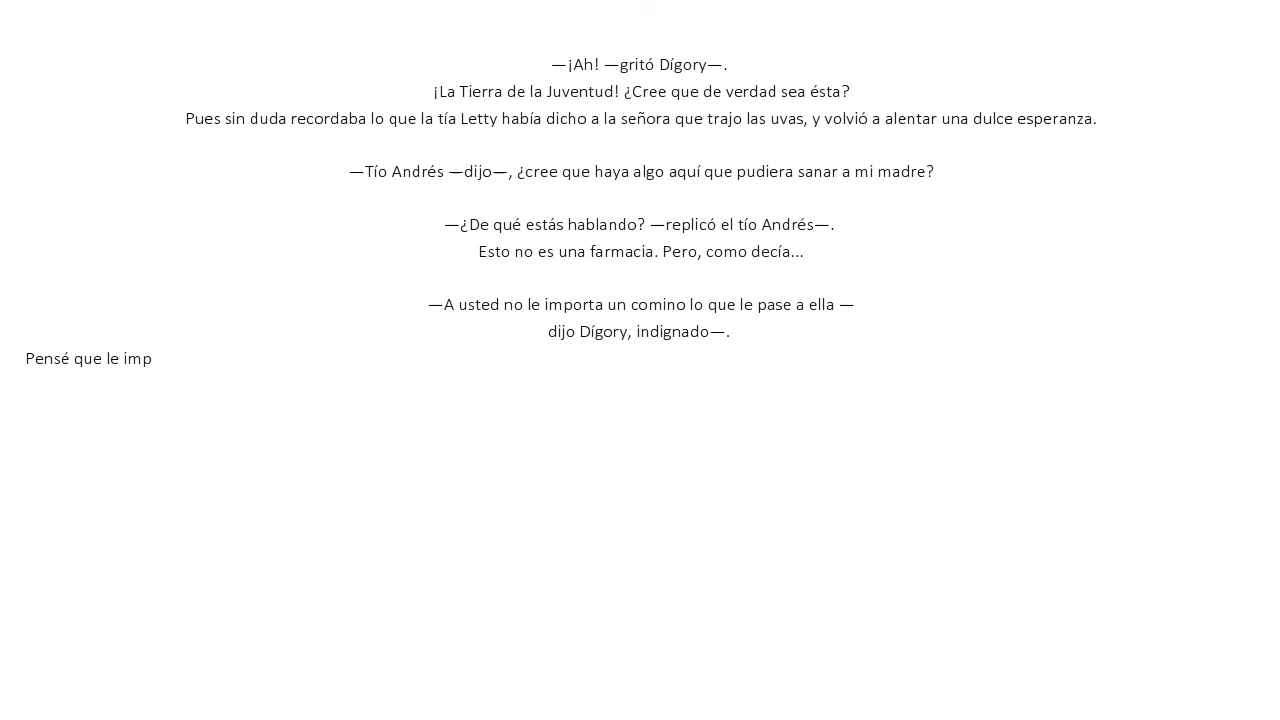 —¡Ah! —gritó Dígory—.
¡La Tierra de la Juventud! ¿Cree que de verdad sea ésta?
Pues sin duda recordaba lo que la tía Letty había dicho a la señora que trajo las uvas, y volvió a alentar una dulce esperanza.
—Tío Andrés —dijo—, ¿cree que haya algo aquí que pudiera sanar a mi madre?
—¿De qué estás hablando? —replicó el tío Andrés—.
Esto no es una farmacia. Pero, como decía...
—A usted no le importa un comino lo que le pase a ella —
dijo Dígory, indignado—.
Pensé que le imp